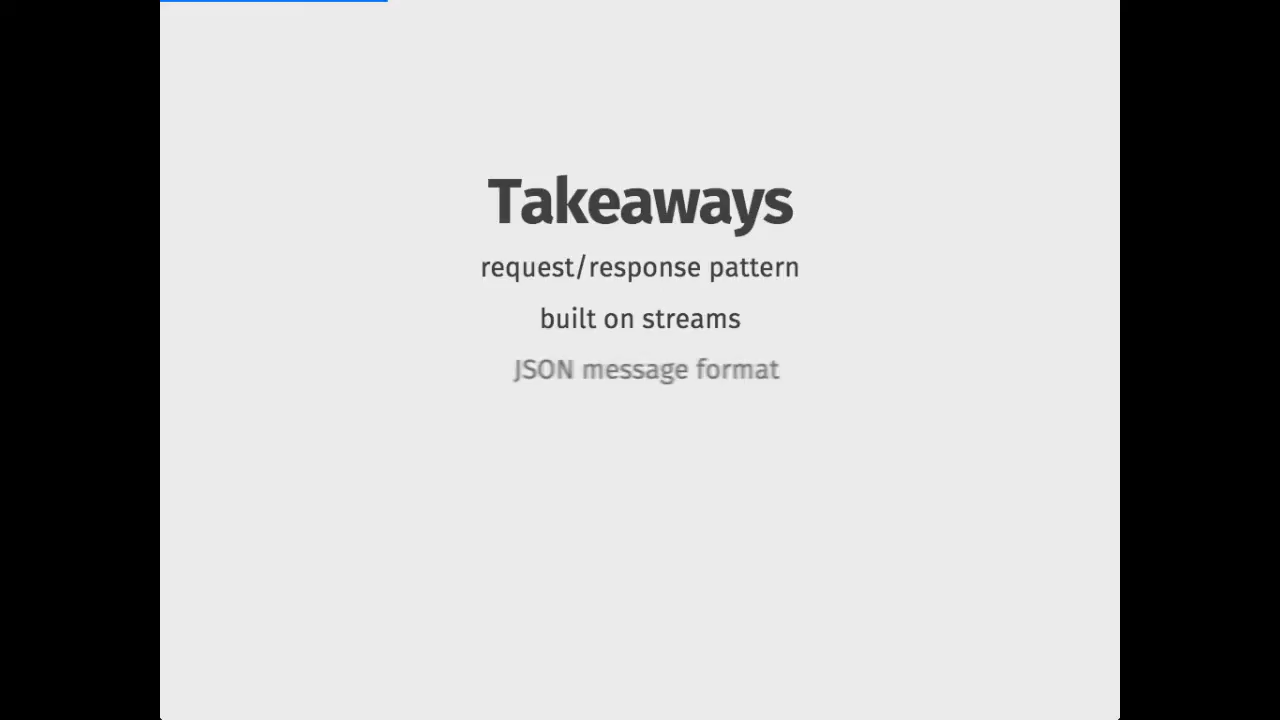 Takeaways
request/response pattern
built on streams
JSON message format